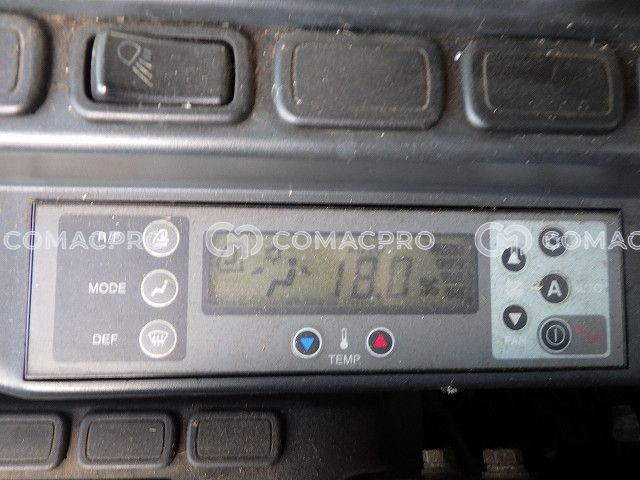 R/F
COMACPRO COMACPRO COMACPRO
MODE
18.0
A AUTO
DEF
TEMP
FAN